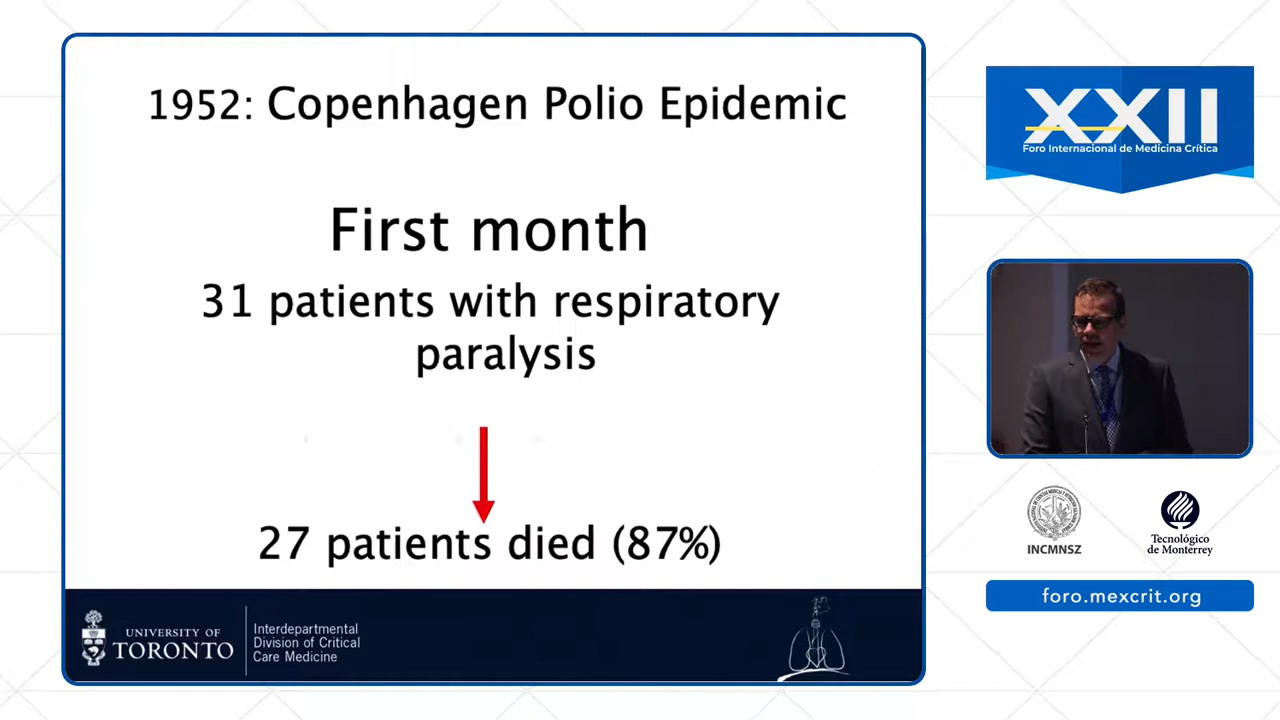 1952: Copenhagen Polio Epidemic
First month
31 patients with respiratory
paralysis
27 patients died (87%)
UNIVERSITY OF
TORONTO
Interdepartmental
Division of Critical
Care Medicine
XXII
Foro Internacional de Medicina Crítica
INCMNSZ
Tecnológico
de Monterrey
foro.mexcrit.org